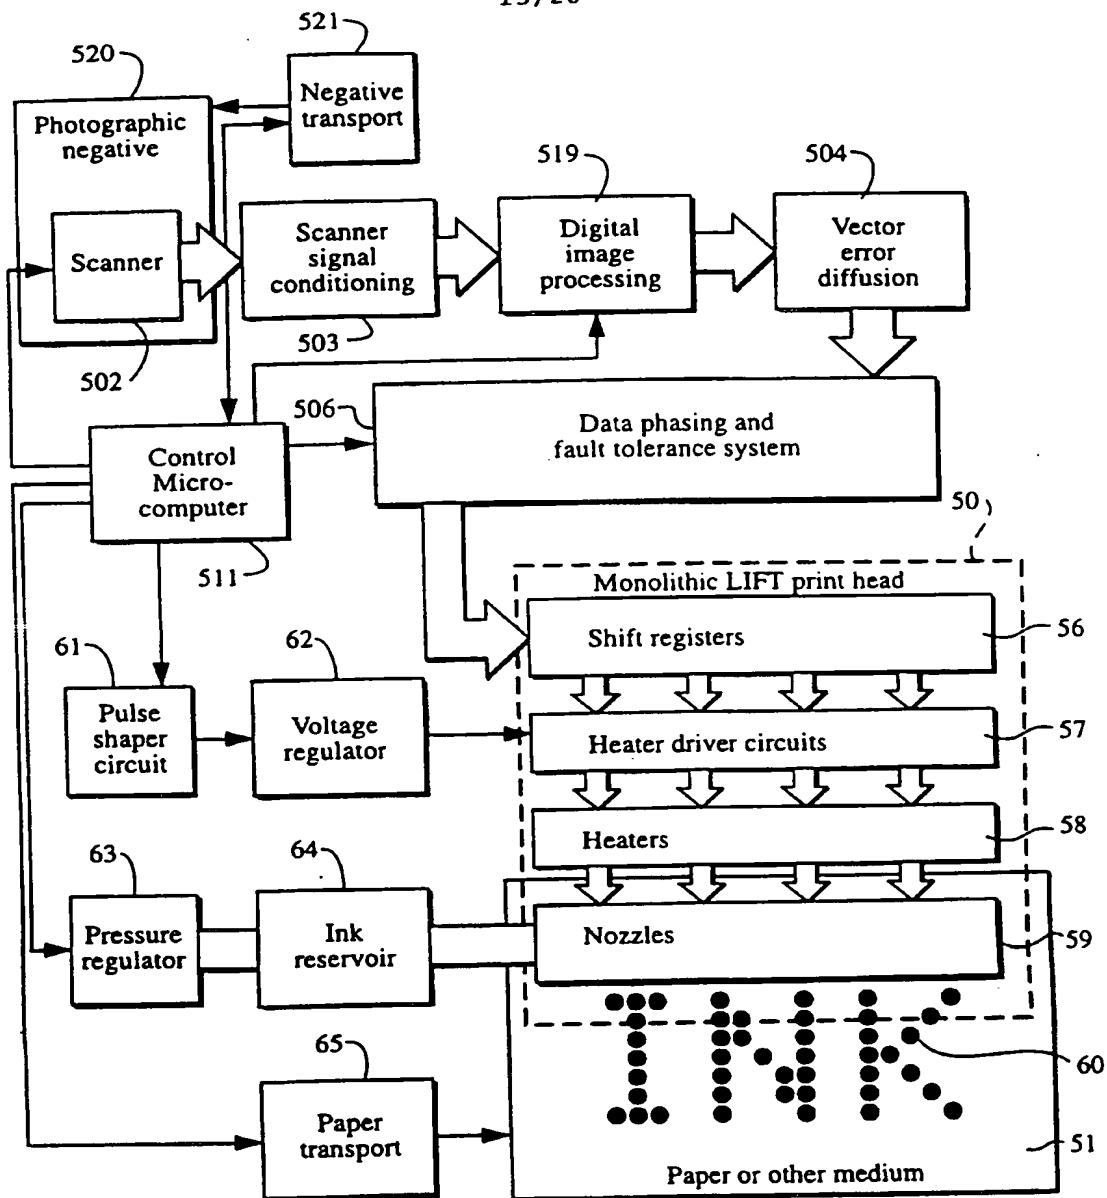 521
520
Negative
transport
Photographic
negative
519
504
Scanner
Scanner
signal
conditioning
Digital
image
processing
Vector
error
diffusion
502
503
506
Data phasing and
fault tolerance system
Control
Micro-
computer
511
50
Monolithic LIFT print head
Shift registers
56
61
62
Pulse
shaper
circuit
Voltage
regulator
Heater driver circuits
57
Heaters
58
63
64
Pressure
regulator
Ink
reservoir
Nozzles
59
INK
60
65
Paper
transport
51
Paper or other medium